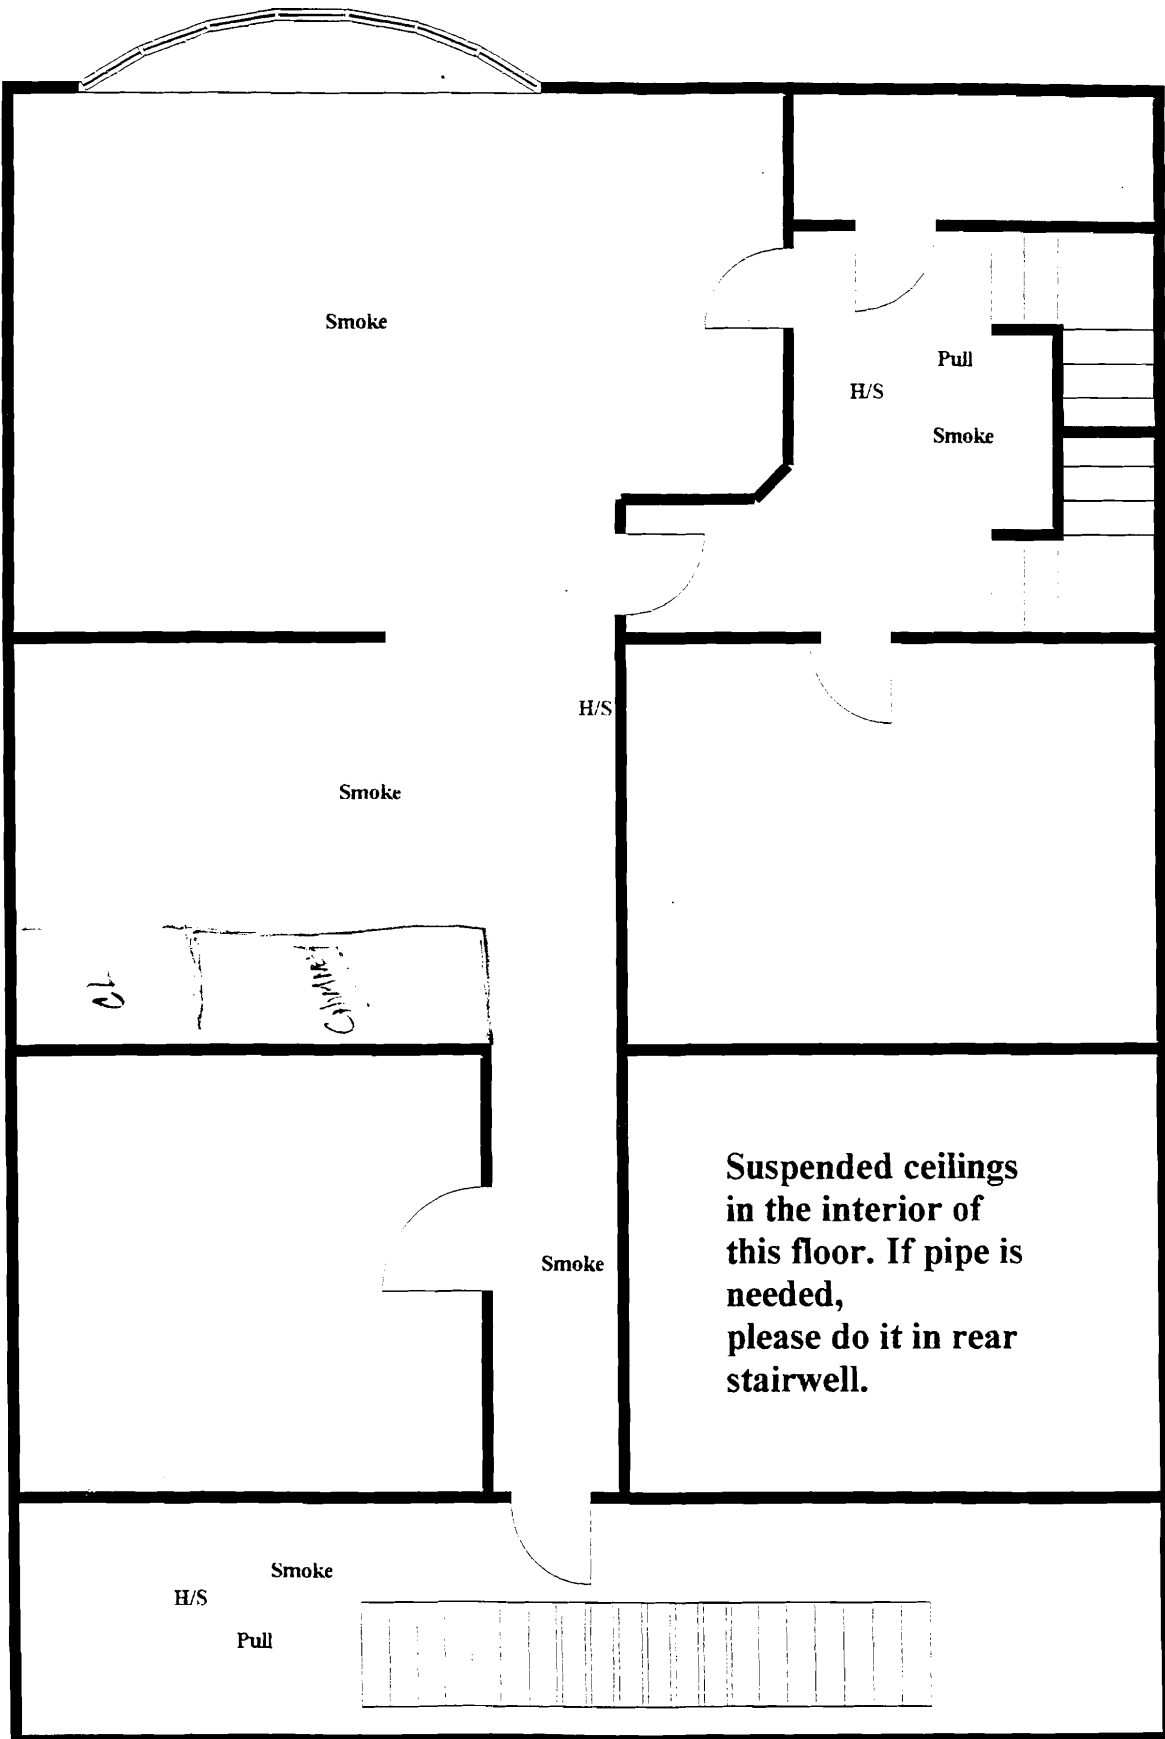 Smoke
Pull
H/S
Smoke
H/S
Smoke
CL
CHIMNEY
Smoke
Suspended ceilings
in the interior of
this floor. If pipe is
needed,
please do it in rear
stairwell.
Smoke
H/S
Pull